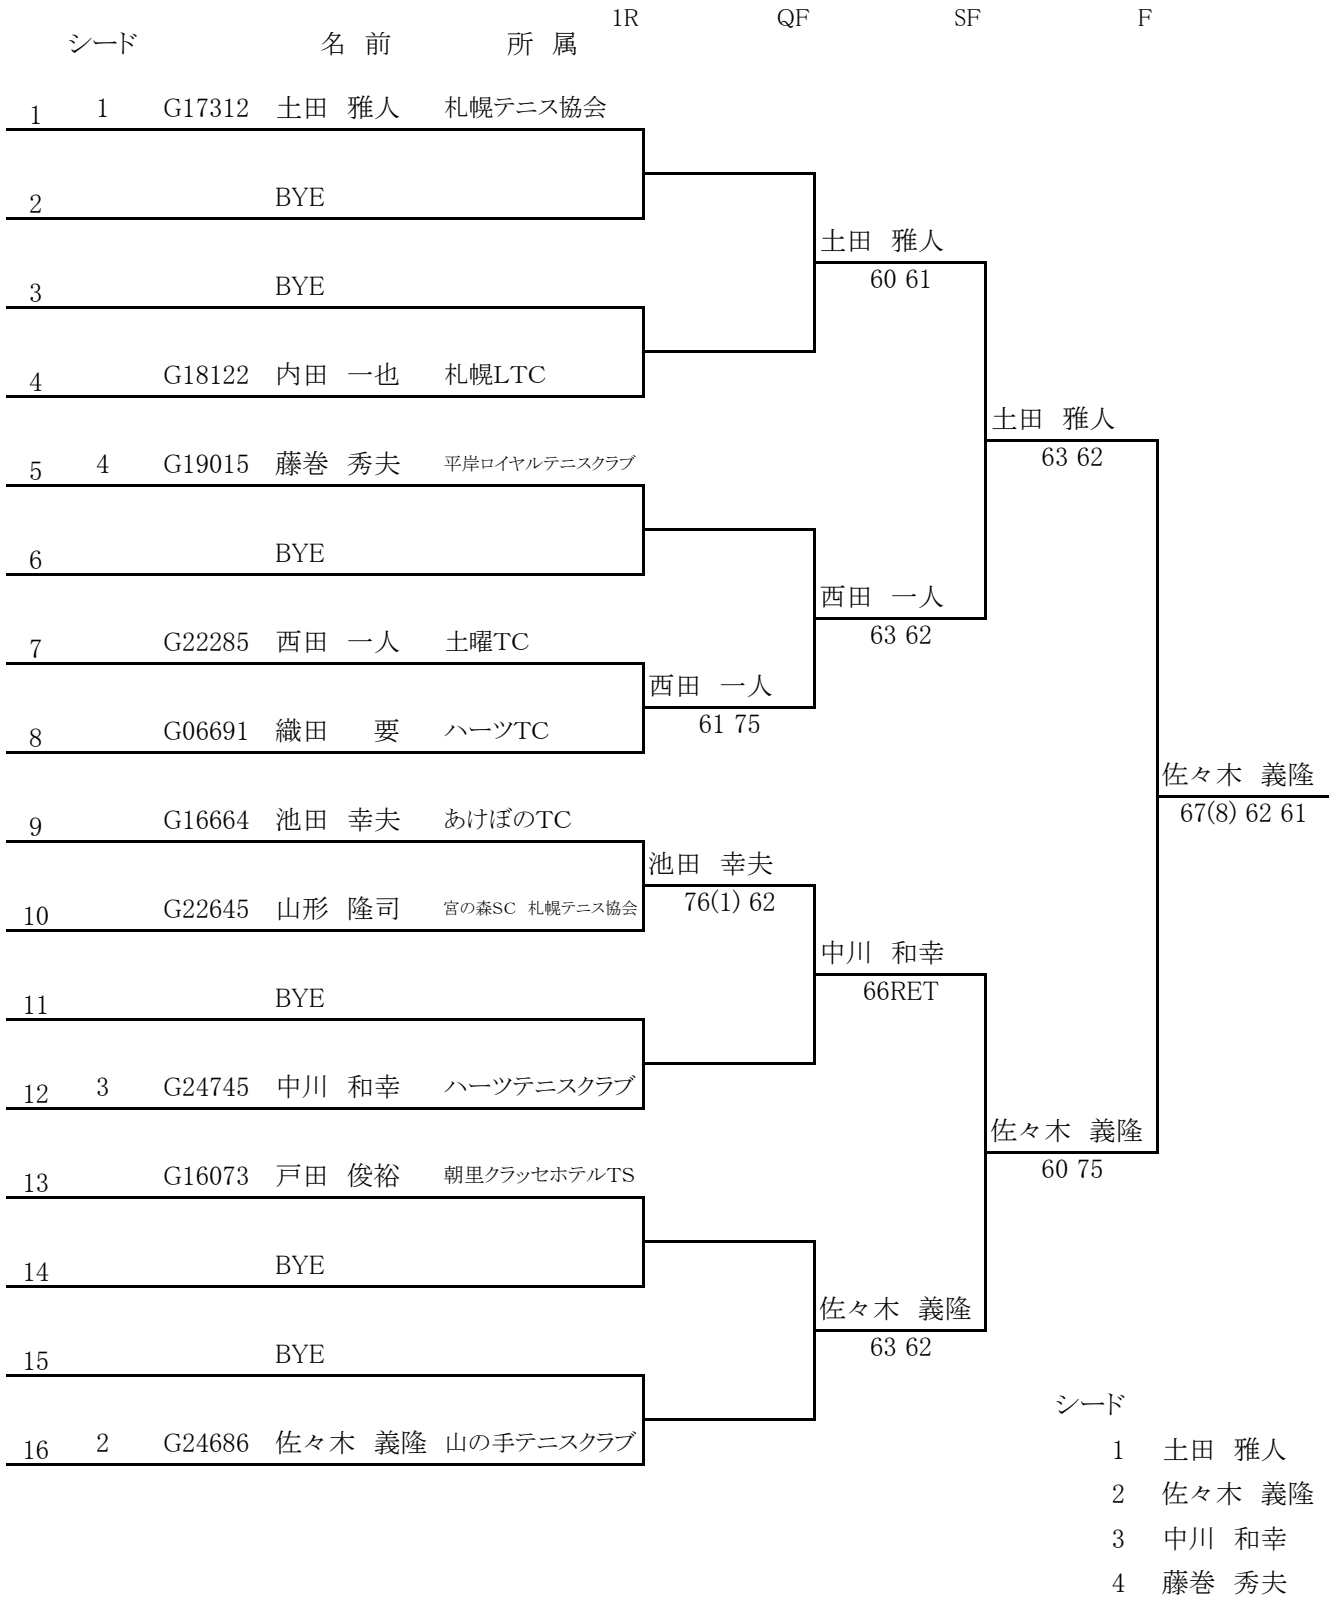 1R QF SF F
シード 名 前 所 属
1 1 G17312 土田 雅人 札幌テニス協会
2 BYE
土田 雅人
60 61
3 BYE
4 G18122 内田 一也 札幌LTC
土田 雅人
63 62
5 4 G19015 藤巻 秀夫 平岸ロイヤルテニスクラブ
6 BYE
西田 一人
63 62
7 G22285 西田 一人 土曜TC
西田 一人
61 75
8 G06691 織田 要 ハーツTC
佐々木 義隆
67(8) 62 61
9 G16664 池田 幸夫 あけぼのTC
池田 幸夫
76(1) 62
10 G22645 山形 隆司 宮の森SC 札幌テニス協会
中川 和幸
66RET
11 BYE
12 3 G24745 中川 和幸 ハーツテニスクラブ
佐々木 義隆
60 75
13 G16073 戸田 俊裕 朝里クラッセホテルTS
14 BYE
佐々木 義隆
63 62
15 BYE
16 2 G24686 佐々木 義隆 山の手テニスクラブ
シード
1 土田 雅人
2 佐々木 義隆
3 中川 和幸
4 藤巻 秀夫